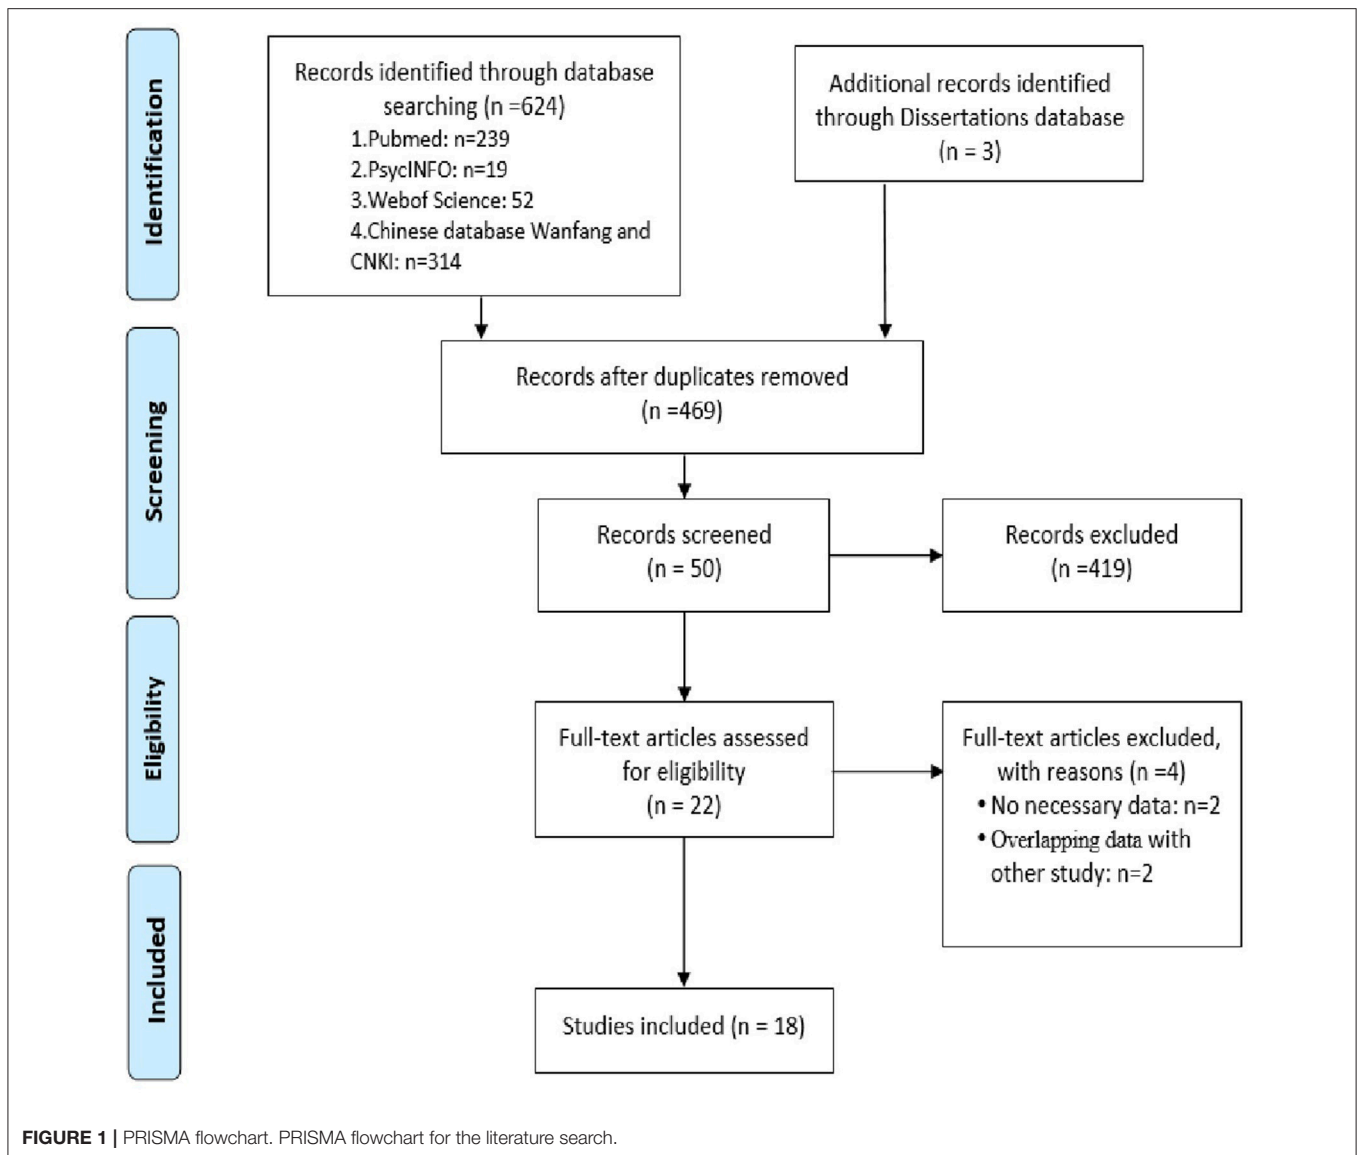 Identification
Records identified through database
searching (n =624)
1.Pubmed: n=239
2.PsycINFO: n=19
3.Webof Science: 52
4.Chinese database Wanfang and
CNKI: n=314
Additional records identified
through Dissertations database
(n = 3)
Screening
Records after duplicates removed
(n =469)
Records screened
(n = 50)
Records excluded
(n =419)
Eligibility
Full-text articles assessed
for eligibility
(n = 22)
Full-text articles excluded,
with reasons (n =4)
• No necessary data: n=2
• Overlapping data with
other study: n=2
Included
Studies included (n = 18)
FIGURE 1 | PRISMA flowchart. PRISMA flowchart for the literature search.